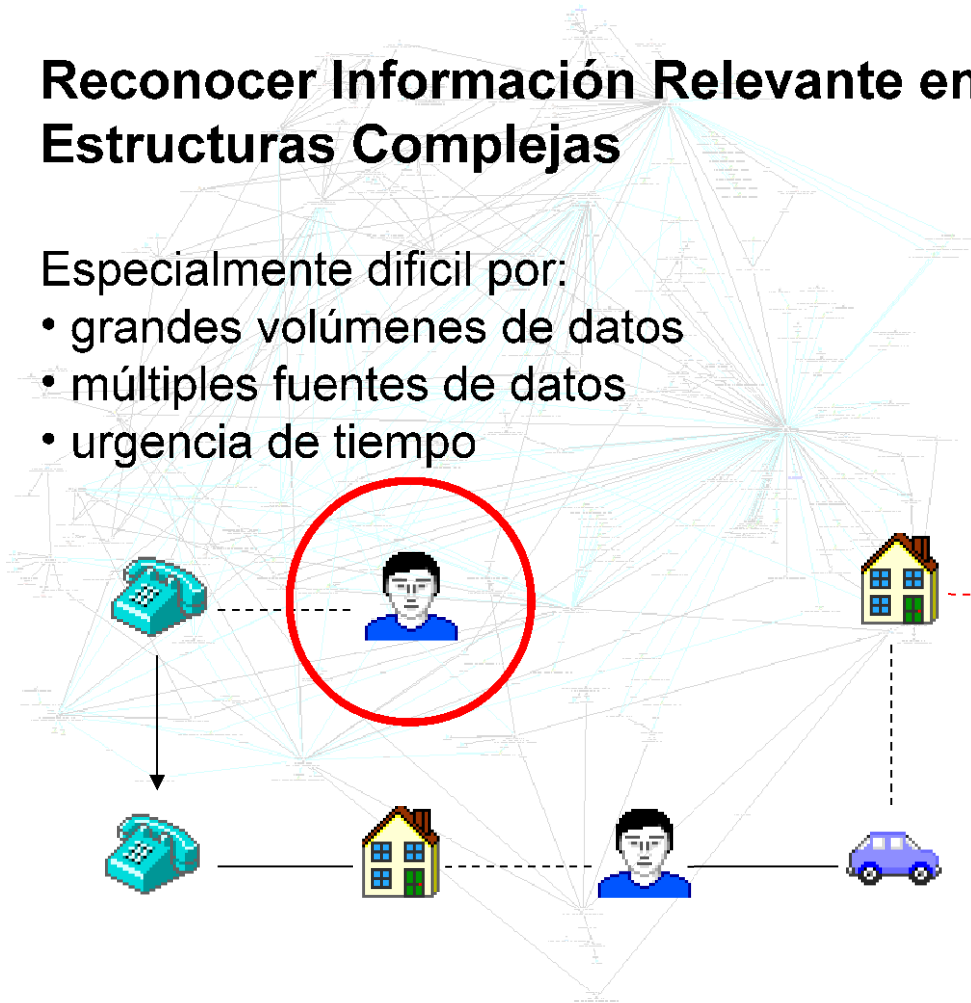 Reconocer Información Relevante en
Estructuras Complejas
Especialmente dificil por:
• grandes volúmenes de datos
• múltiples fuentes de datos
• urgencia de tiempo